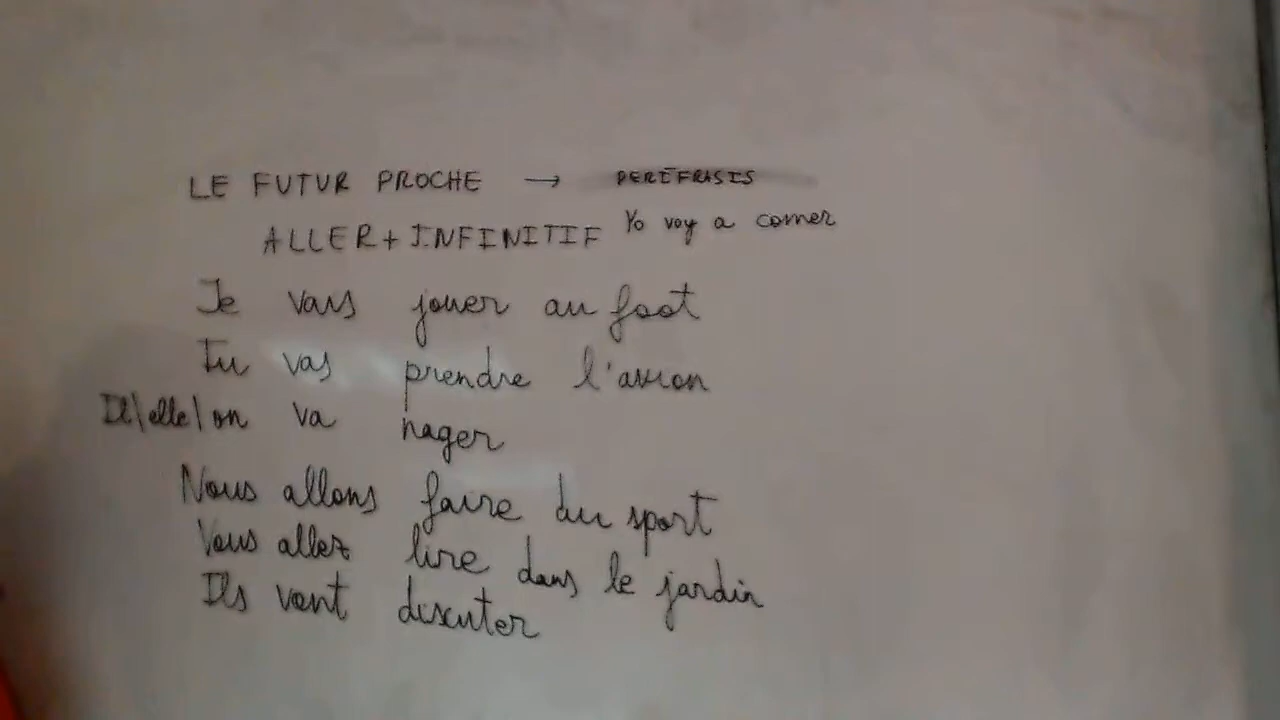 LE FUTUR PROCHE → PERÍFRASIS
ALLER + INFINITIF Yo voy a comer
Je vais jouer au foot
Tu vas prendre l'avion
Il\elle\on va nager
Nous allons faire du sport
Vous allez lire dans le jardin
Ils vont discuter